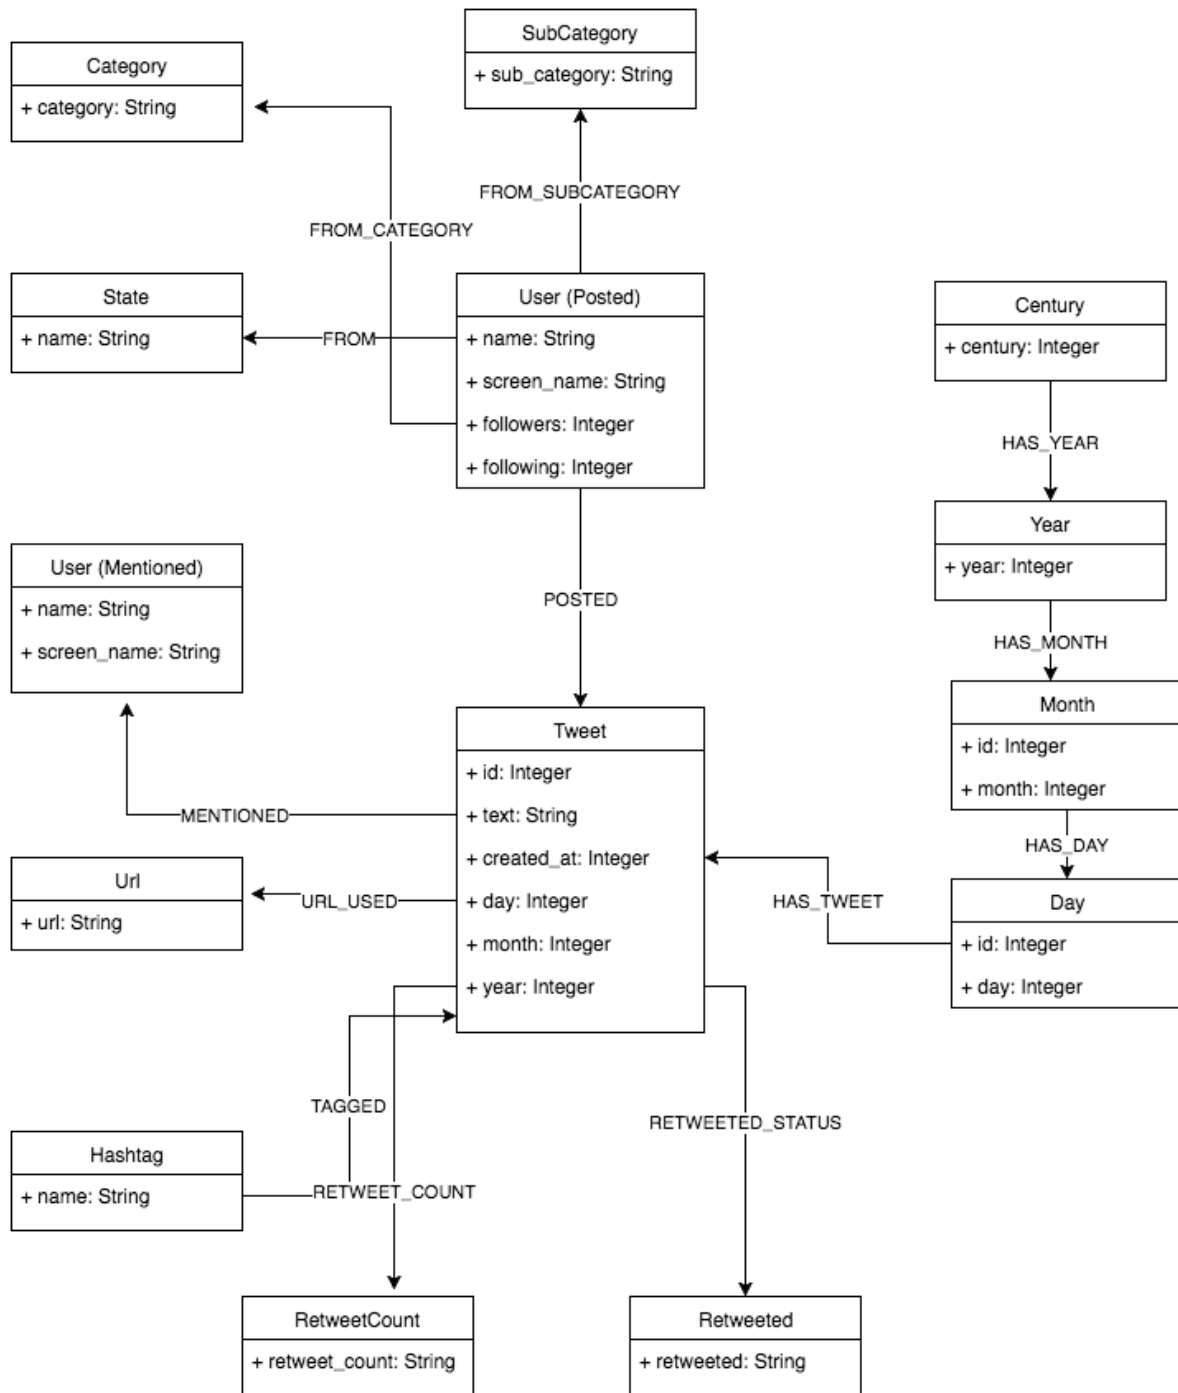 SubCategory
+ sub_category: String
Category
+ category: String
FROM_SUBCATEGORY
FROM_CATEGORY
State
+ name: String
FROM
User (Posted)
+ name: String
+ screen_name: String
+ followers: Integer
+ following: Integer
Century
+ century: Integer
HAS_YEAR
Year
+ year: Integer
HAS_MONTH
Month
+ id: Integer
+ month: Integer
HAS_DAY
Day
+ id: Integer
+ day: Integer
User (Mentioned)
+ name: String
+ screen_name: String
POSTED
MENTIONED
Tweet
+ id: Integer
+ text: String
+ created_at: Integer
+ day: Integer
+ month: Integer
+ year: Integer
HAS_TWEET
Url
+ url: String
URL_USED
TAGGED
RETWEETED_STATUS
Hashtag
+ name: String
RETWEET_COUNT
RetweetCount
+ retweet_count: String
Retweeted
+ retweeted: String